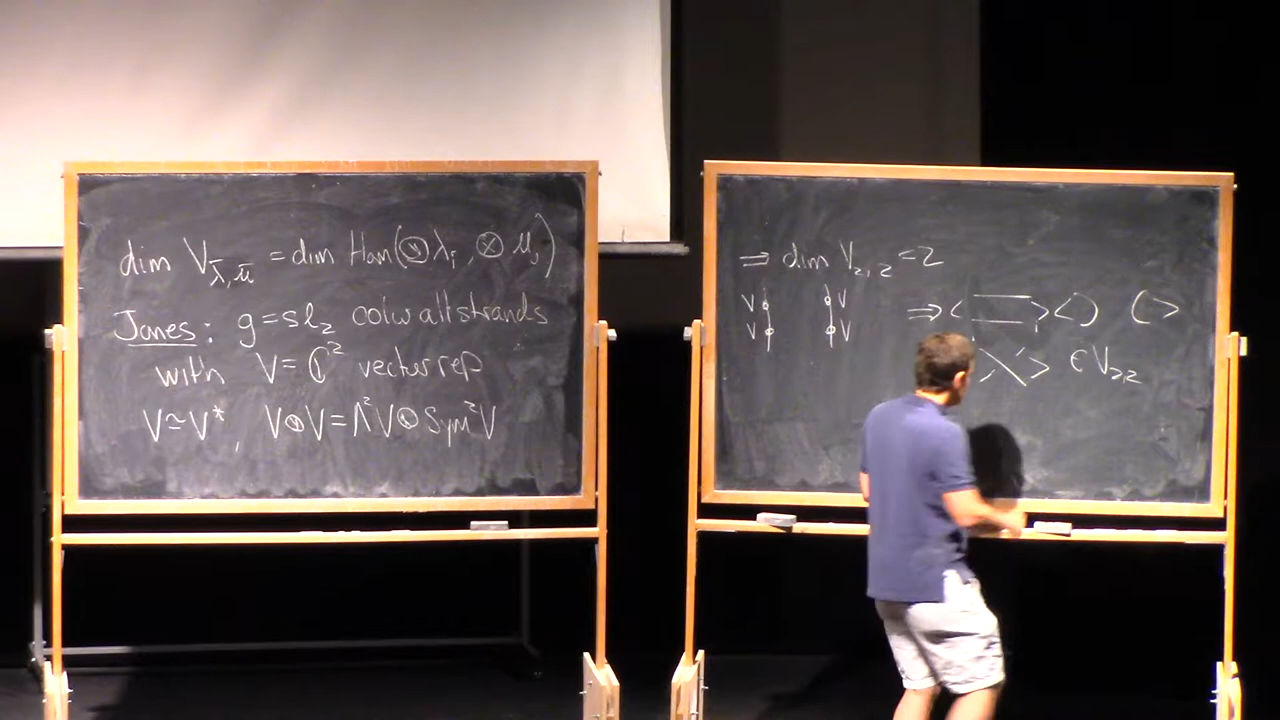 dim V_{λ̄,μ̄} = dim Hom(⊗λ_i, ⊗μ_j)
Jones: g=sl₂ color all strands
with V=ℂ² vector rep
V≃V*, V⊗V=Λ²V⊕Sym²V
⇒ dim V_{2,2}=2
V V
V V
⇒ < > < >
> ∈V_{2,2}